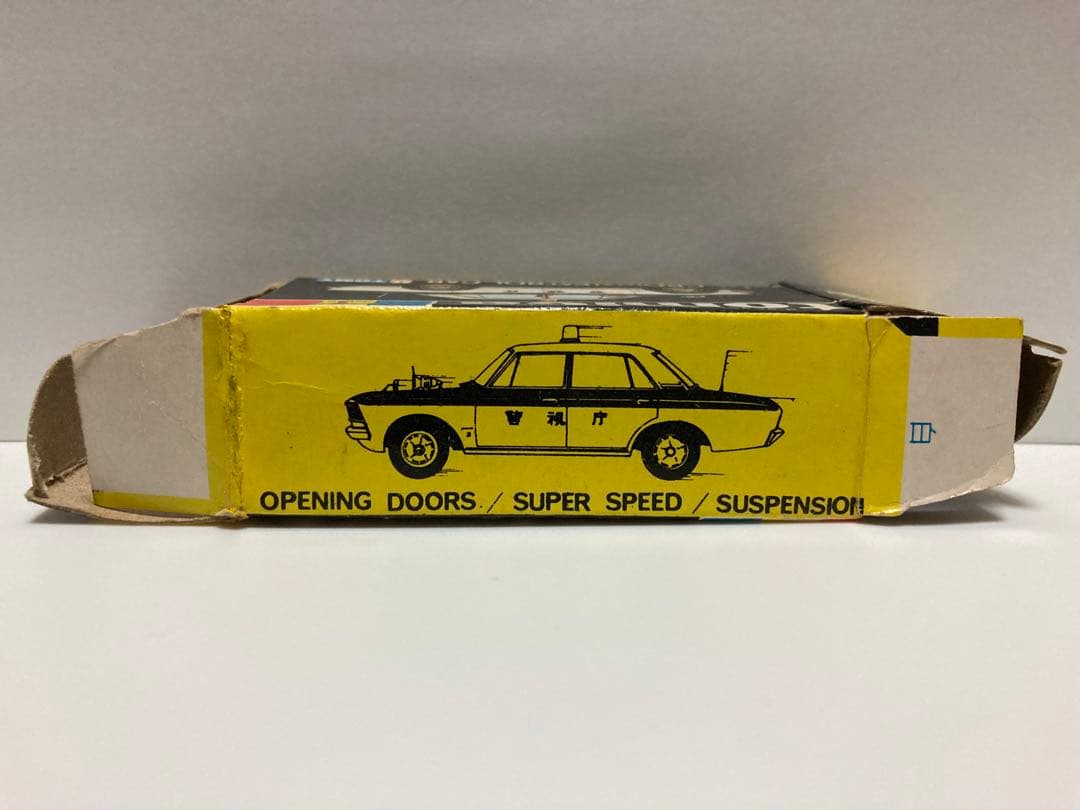 警視庁
OPENING DOORS / SUPER SPEED / SUSPENSION